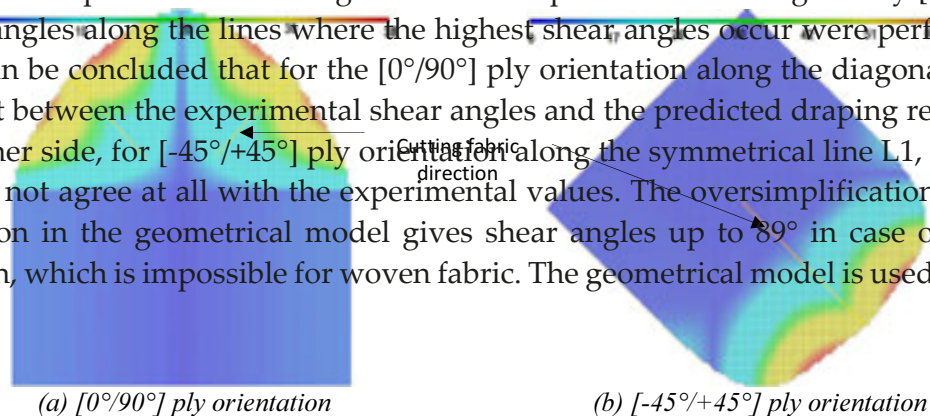 angles along the lines where the highest shear angles occur were perf
n be concluded that for the [0°/90°] ply orientation along the diagona
t between the experimental shear angles and the predicted draping re
ner side, for [-45°/+45°] ply orientation along the symmetrical line L1,
Cutting fabric
direction
not agree at all with the experimental values. The oversimplification
on in the geometrical model gives shear angles up to 89° in case o
n, which is impossible for woven fabric. The geometrical model is used
(a) [0°/90°] ply orientation
(b) [-45°/+45°] ply orientation